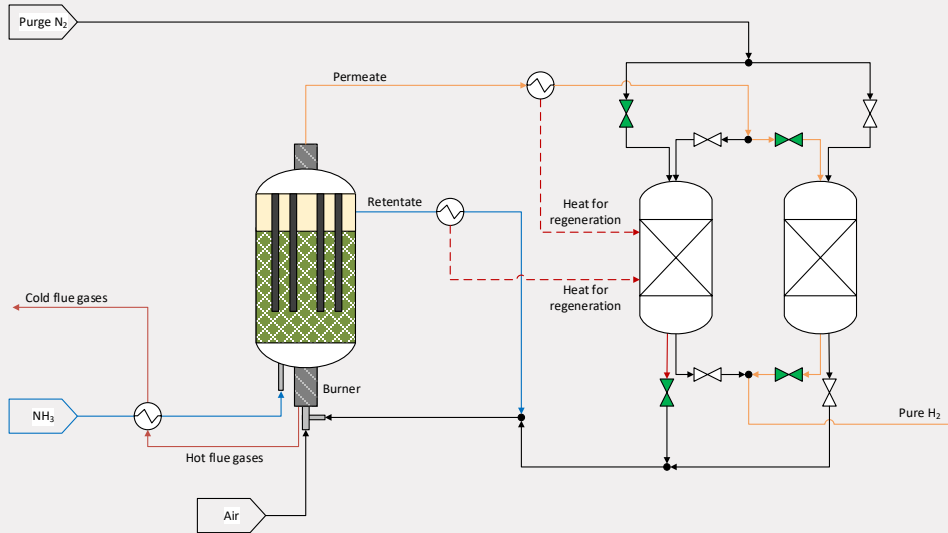 Purge N₂
Permeate
Retentate
Heat for
regeneration
Heat for
regeneration
Cold flue gases
Burner
NH₃
Pure H₂
Hot flue gases
Air